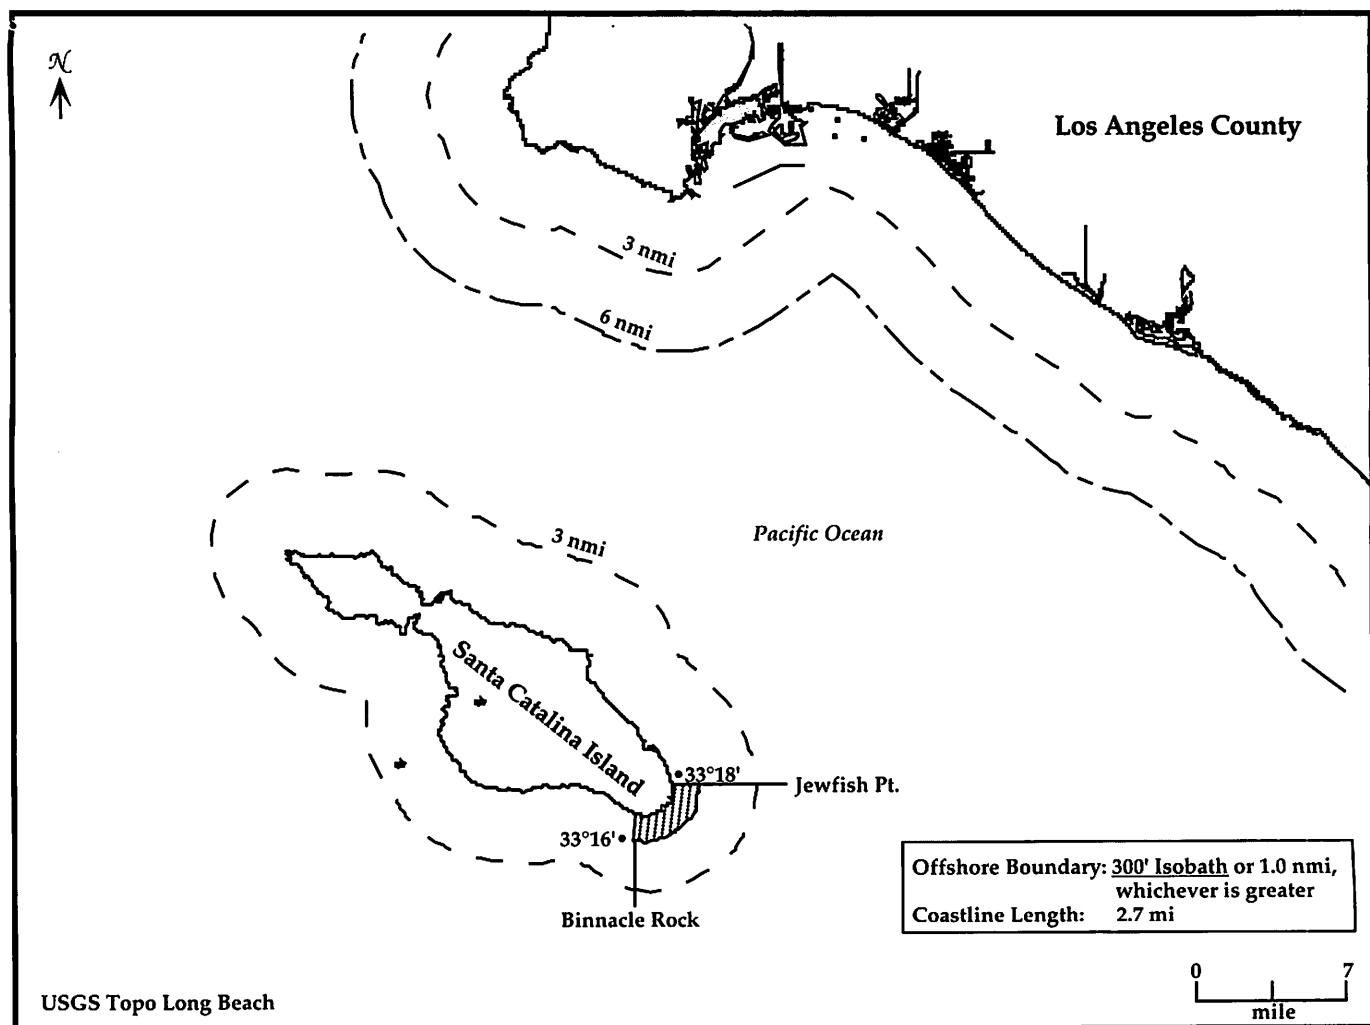 N
Los Angeles County
3 nmi
6 nmi
Pacific Ocean
3 nmi
Santa Catalina Island
33°18'
Jewfish Pt.
33°16'
Binnacle Rock
Offshore Boundary: 300' Isobath or 1.0 nmi,
whichever is greater
Coastline Length: 2.7 mi
0 7
mile
USGS Topo Long Beach